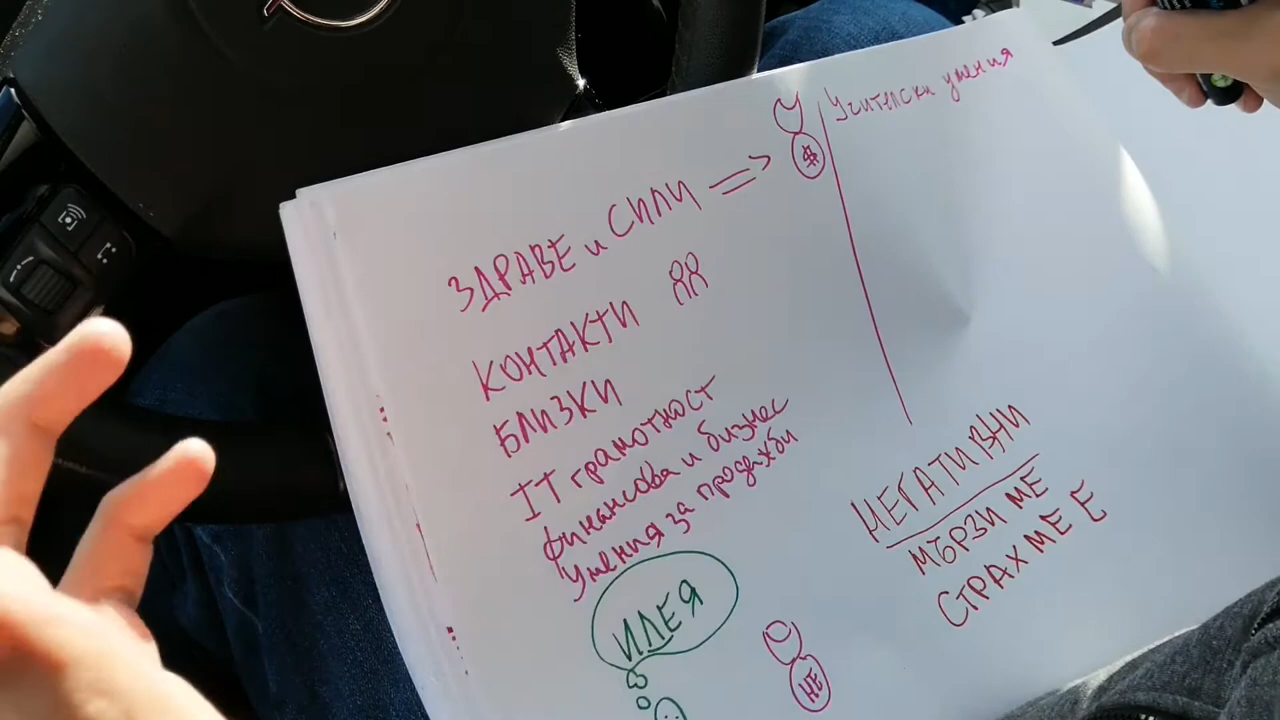 ЗДРАВЕ и СИЛИ => $
КОНТАКТИ
БЛИЗКИ
IT грамотност
финансова и бизнес
Умения за продажби
ИДЕЯ
НЕ
Учителски умения
НЕГАТИВНИ
МЪРЗИ МЕ
СТРАХ МЕ Е